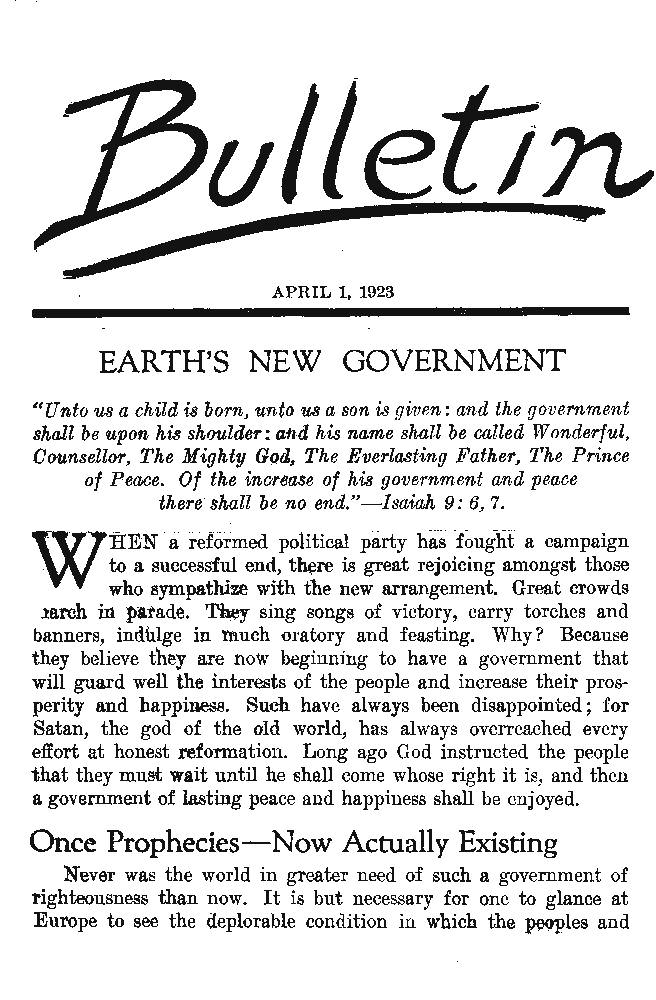 Bulletin
APRIL 1, 1923
EARTH'S NEW GOVERNMENT
"Unto us a child is born, unto us a son is given: and the government
shall be upon his shoulder: and his name shall be called Wonderful,
Counsellor, The Mighty God, The Everlasting Father, The Prince
of Peace. Of the increase of his government and peace
there shall be no end."—Isaiah 9: 6, 7.
WHEN a reformed political party has fought a campaign
to a successful end, there is great rejoicing amongst those
who sympathize with the new arrangement. Great crowds
arch in parade. They sing songs of victory, carry torches and
banners, indulge in much oratory and feasting. Why? Because
they believe they are now beginning to have a government that
will guard well the interests of the people and increase their pros-
perity and happiness. Such have always been disappointed; for
Satan, the god of the old world, has always overreached every
effort at honest reformation. Long ago God instructed the people
that they must wait until he shall come whose right it is, and then
a government of lasting peace and happiness shall be enjoyed.
Once Prophecies—Now Actually Existing
Never was the world in greater need of such a government of
righteousness than now. It is but necessary for one to glance at
Europe to see the deplorable condition in which the peoples and